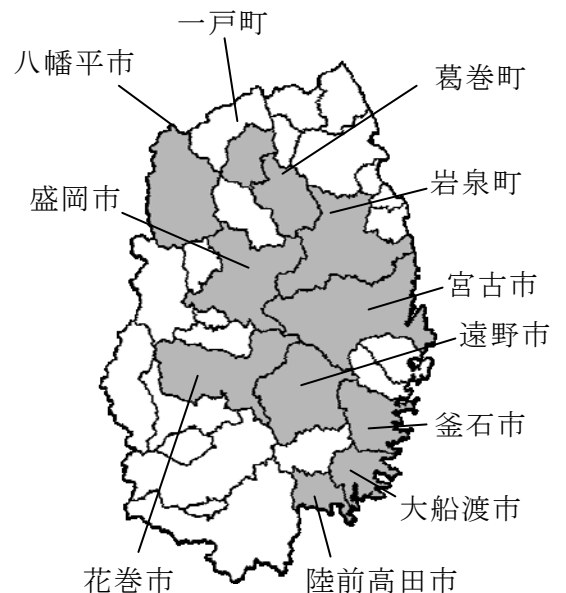 一戸町
八幡平市
葛巻町
盛岡市
岩泉町
宮古市
遠野市
釜石市
大船渡市
花巻市
陸前高田市